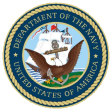 DEPARTMENT OF THE NAVY
UNITED STATES OF AMERICA